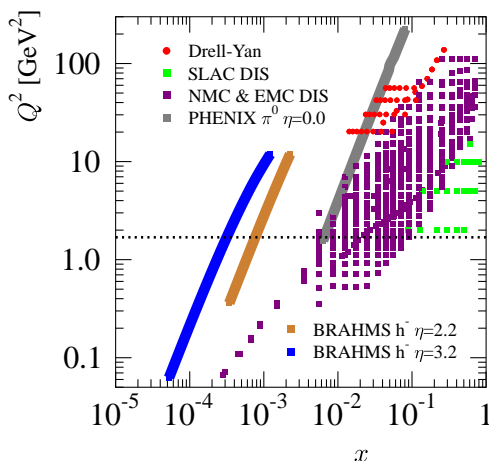 Q² [GeV²]
100
10
1.0
0.1
Drell-Yan
SLAC DIS
NMC & EMC DIS
PHENIX π⁰ η=0.0
BRAHMS h⁻ η=2.2
BRAHMS h⁻ η=3.2
10⁻⁵ 10⁻⁴ 10⁻³ 10⁻² 10⁻¹ 10⁰
x